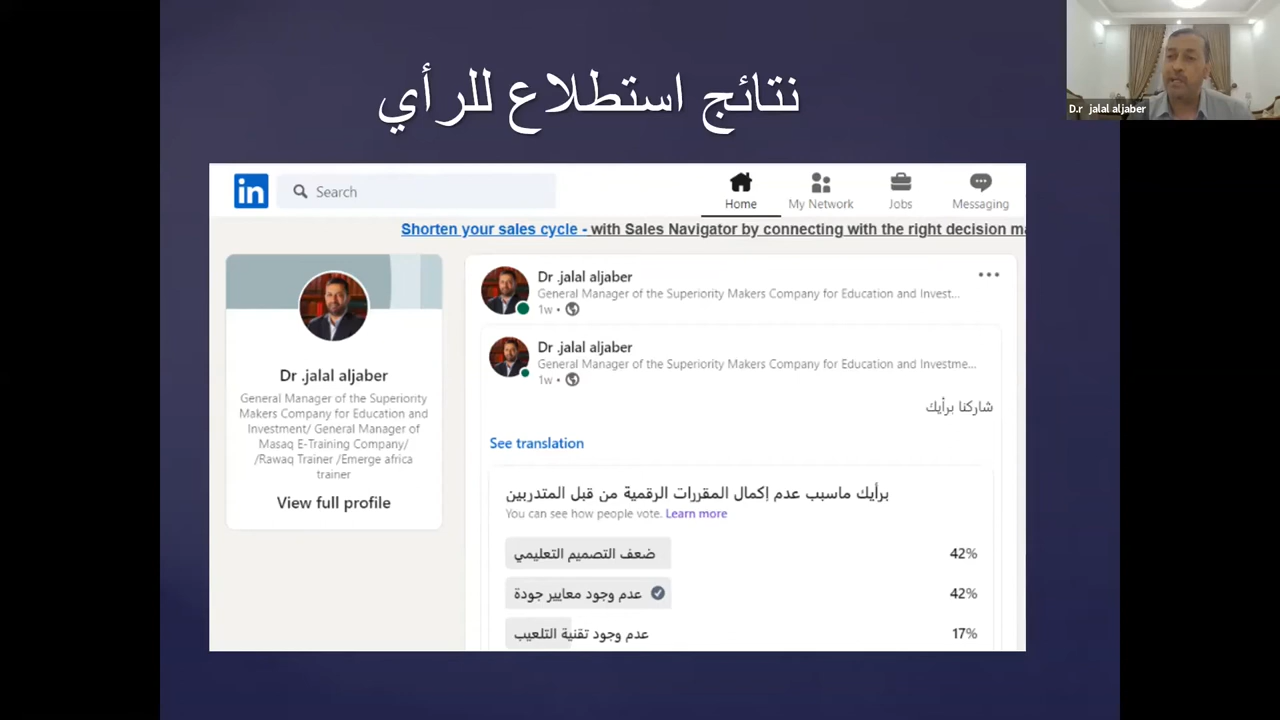 نتائج استطلاع للرأي
D.r jalal aljaber
in
Search
Home
My Network
Jobs
Messaging
Shorten your sales cycle - with Sales Navigator by connecting with the right decision ma
Dr .jalal aljaber
General Manager of the Superiority
Makers Company for Education and
Investment/ General Manager of
Masaq E-Training Company/
/Rawaq Trainer /Emerge africa
trainer
View full profile
Dr .jalal aljaber
General Manager of the Superiority Makers Company for Education and Invest...
1w •
Dr .jalal aljaber
General Manager of the Superiority Makers Company for Education and Investme...
1w •
شاركنا برأيك
See translation
برأيك ماسبب عدم إكمال المقررات الرقمية من قبل المتدربين
You can see how people vote. Learn more
ضعف التصميم التعليمي 42%
عدم وجود معايير جودة 42%
عدم وجود تقنية التلعيب 17%